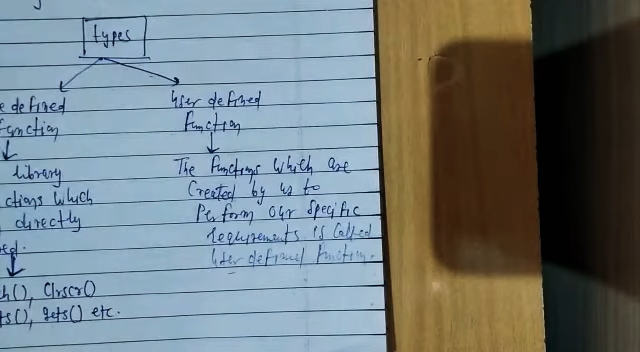 types
e defined
function
library
ctions which
directly
ed.
h(), Clrscr()
ts(), gets() etc.
User defined
function
The functions which are
Created by us to
Perform our specific
requirements is called
User defined function.